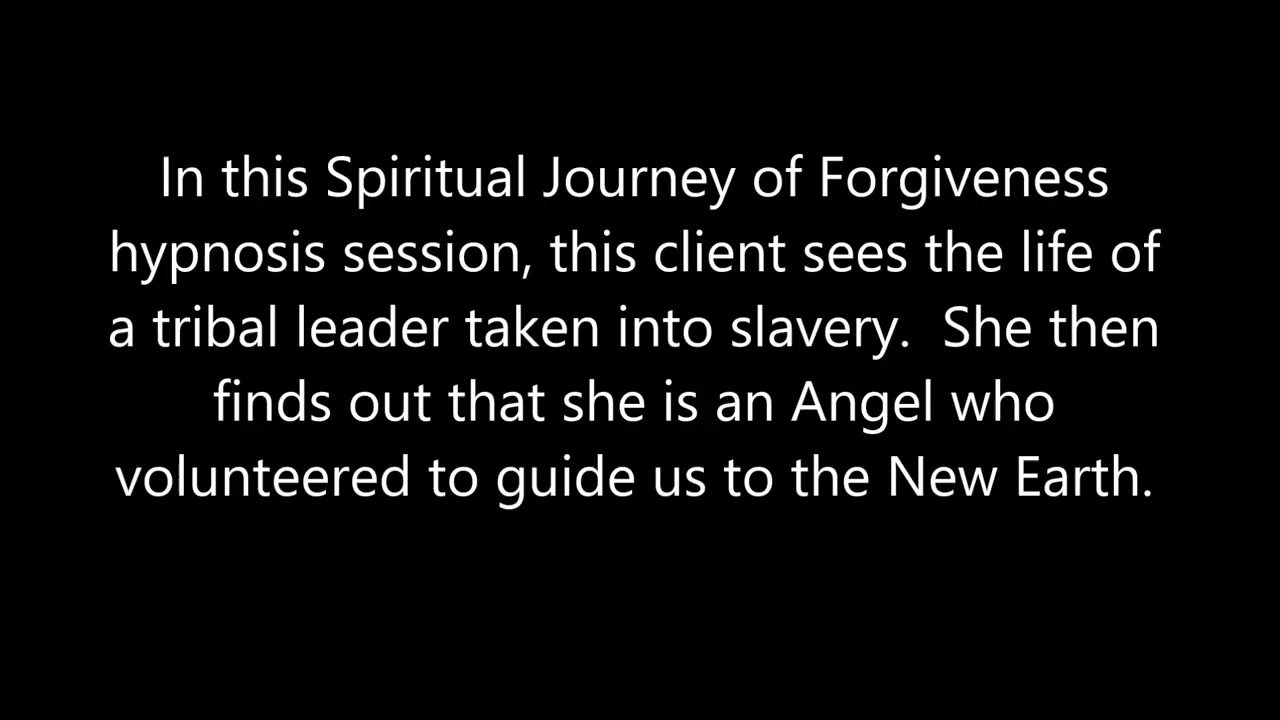 In this Spiritual Journey of Forgiveness
hypnosis session, this client sees the life of
a tribal leader taken into slavery.  She then
finds out that she is an Angel who
volunteered to guide us to the New Earth.